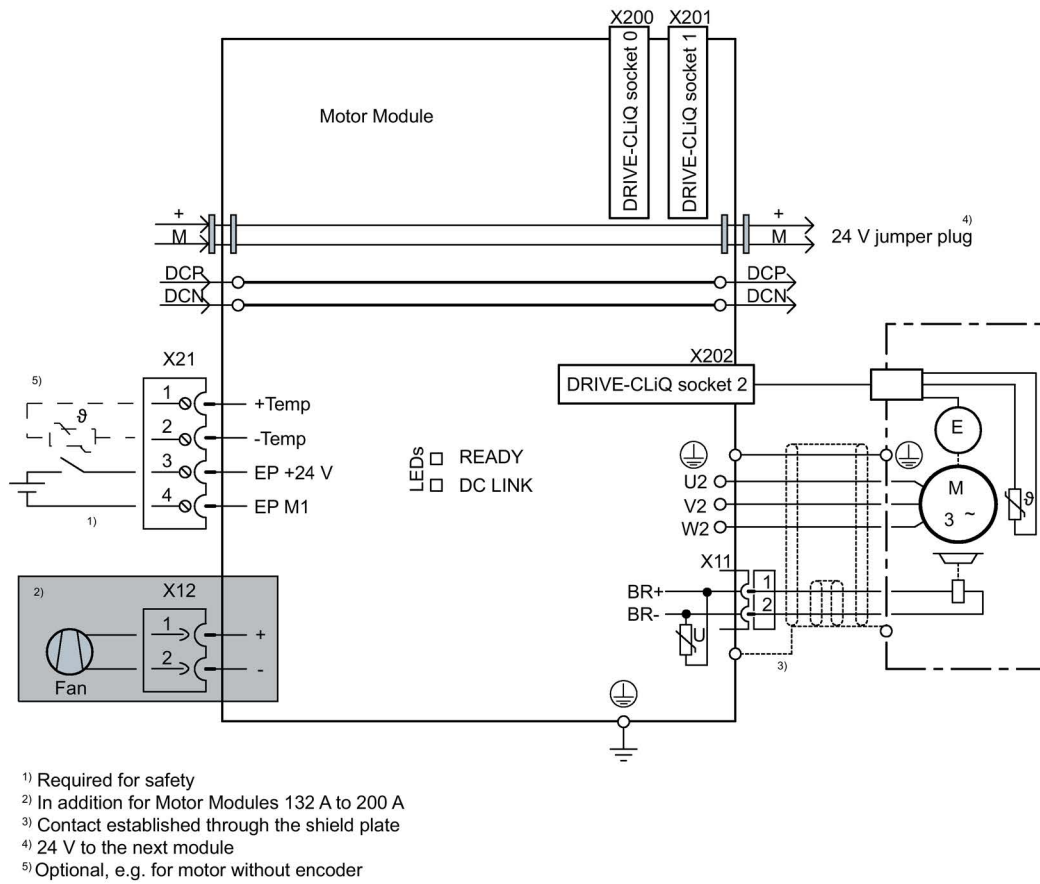 X200 X201
DRIVE-CLiQ socket 0
DRIVE-CLiQ socket 1
Motor Module
+ +
M M 24 V jumper plug 4)
DCP DCP
DCN DCN
X21
X202
DRIVE-CLiQ socket 2
5)
1 +Temp
ϑ
2 -Temp
3 EP +24 V
4 EP M1
1)
LEDs
READY
DC LINK
E
U2
V2
W2
M
3 ~
ϑ
X11
BR+ 1
BR- 2
U
3)
2)
X12
1 +
2 -
Fan
1) Required for safety
2) In addition for Motor Modules 132 A to 200 A
3) Contact established through the shield plate
4) 24 V to the next module
5) Optional, e.g. for motor without encoder